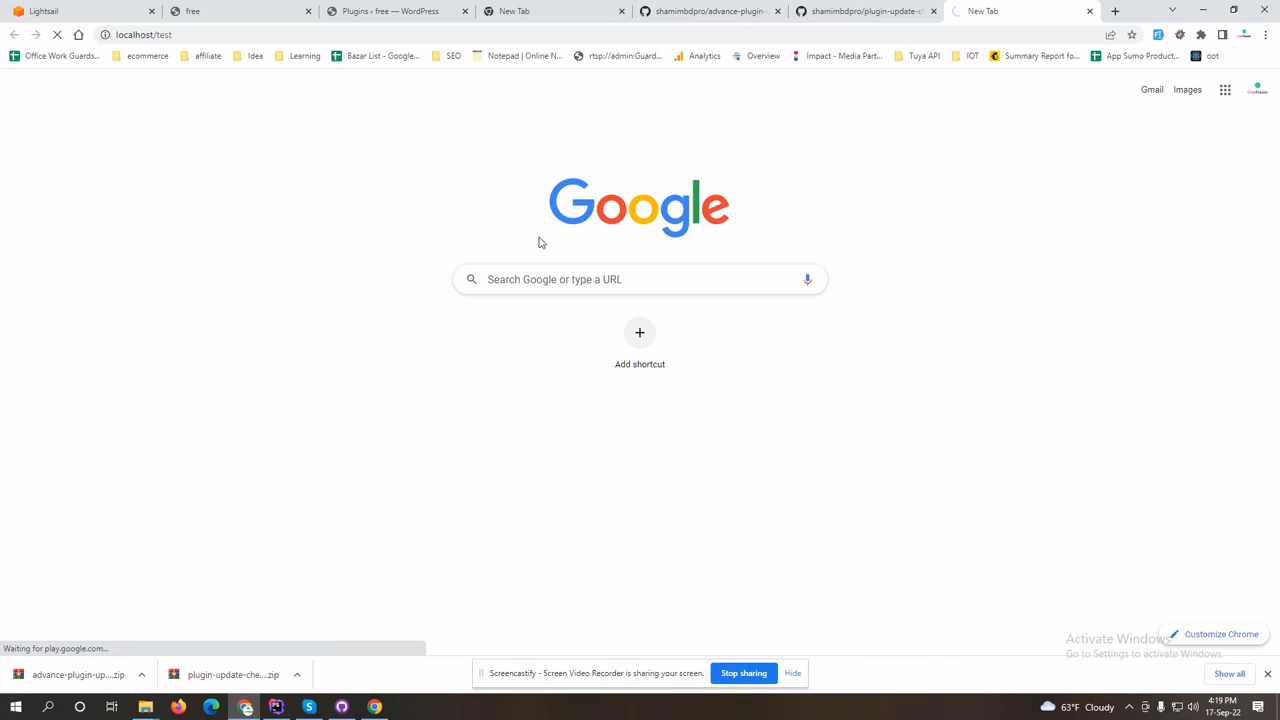 Lightsail
free
Plugins ‹ free — WordPress
New Tab
shamimbdpro/advance-plugin-u
shamimbdpro/plugin-update-ch
New Tab
localhost/test
Office Work Guards...
ecommerce
affiliate
Idea
Learning
Bazar List - Google...
SEO
Notepad | Online N...
rtsp://admin:Guard...
Analytics
Overview
Impact - Media Part...
Tuya API
IOT
Summary Report fo...
App Sumo Product...
oot
Gmail
Images
Google
Search Google or type a URL
Add shortcut
Customize Chrome
Activate Windows
Go to Settings to activate Windows.
Waiting for play.google.com...
advance-plugin-up....zip
plugin-update-che....zip
Screencastify - Screen Video Recorder is sharing your screen.
Stop sharing
Hide
Show all
63°F Cloudy
4:19 PM
17-Sep-22